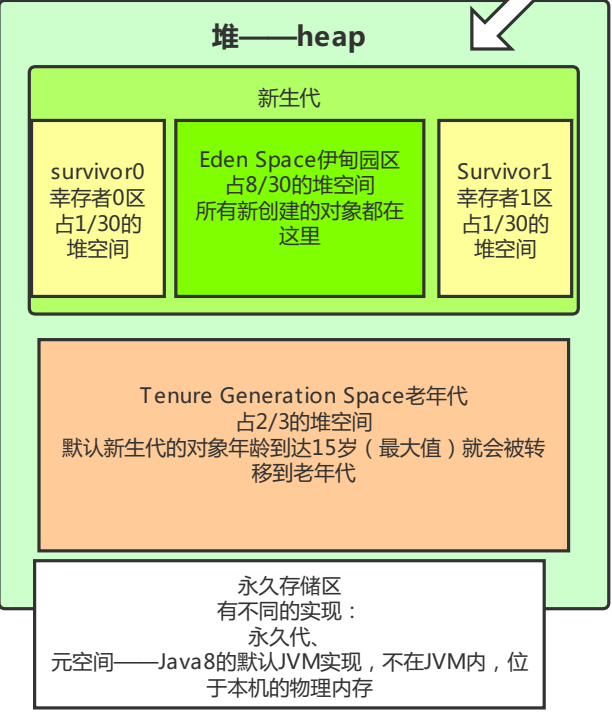 堆——heap
新生代
survivor0
幸存者0区
占1/30的
堆空间
Eden Space伊甸园区
占8/30的堆空间
所有新创建的对象都在
这里
Survivor1
幸存者1区
占1/30的
堆空间
Tenure Generation Space老年代
占2/3的堆空间
默认新生代的对象年龄到达15岁（最大值）就会被转
移到老年代
永久存储区
有不同的实现：
永久代、
元空间——Java8的默认JVM实现，不在JVM内，位
于本机的物理内存